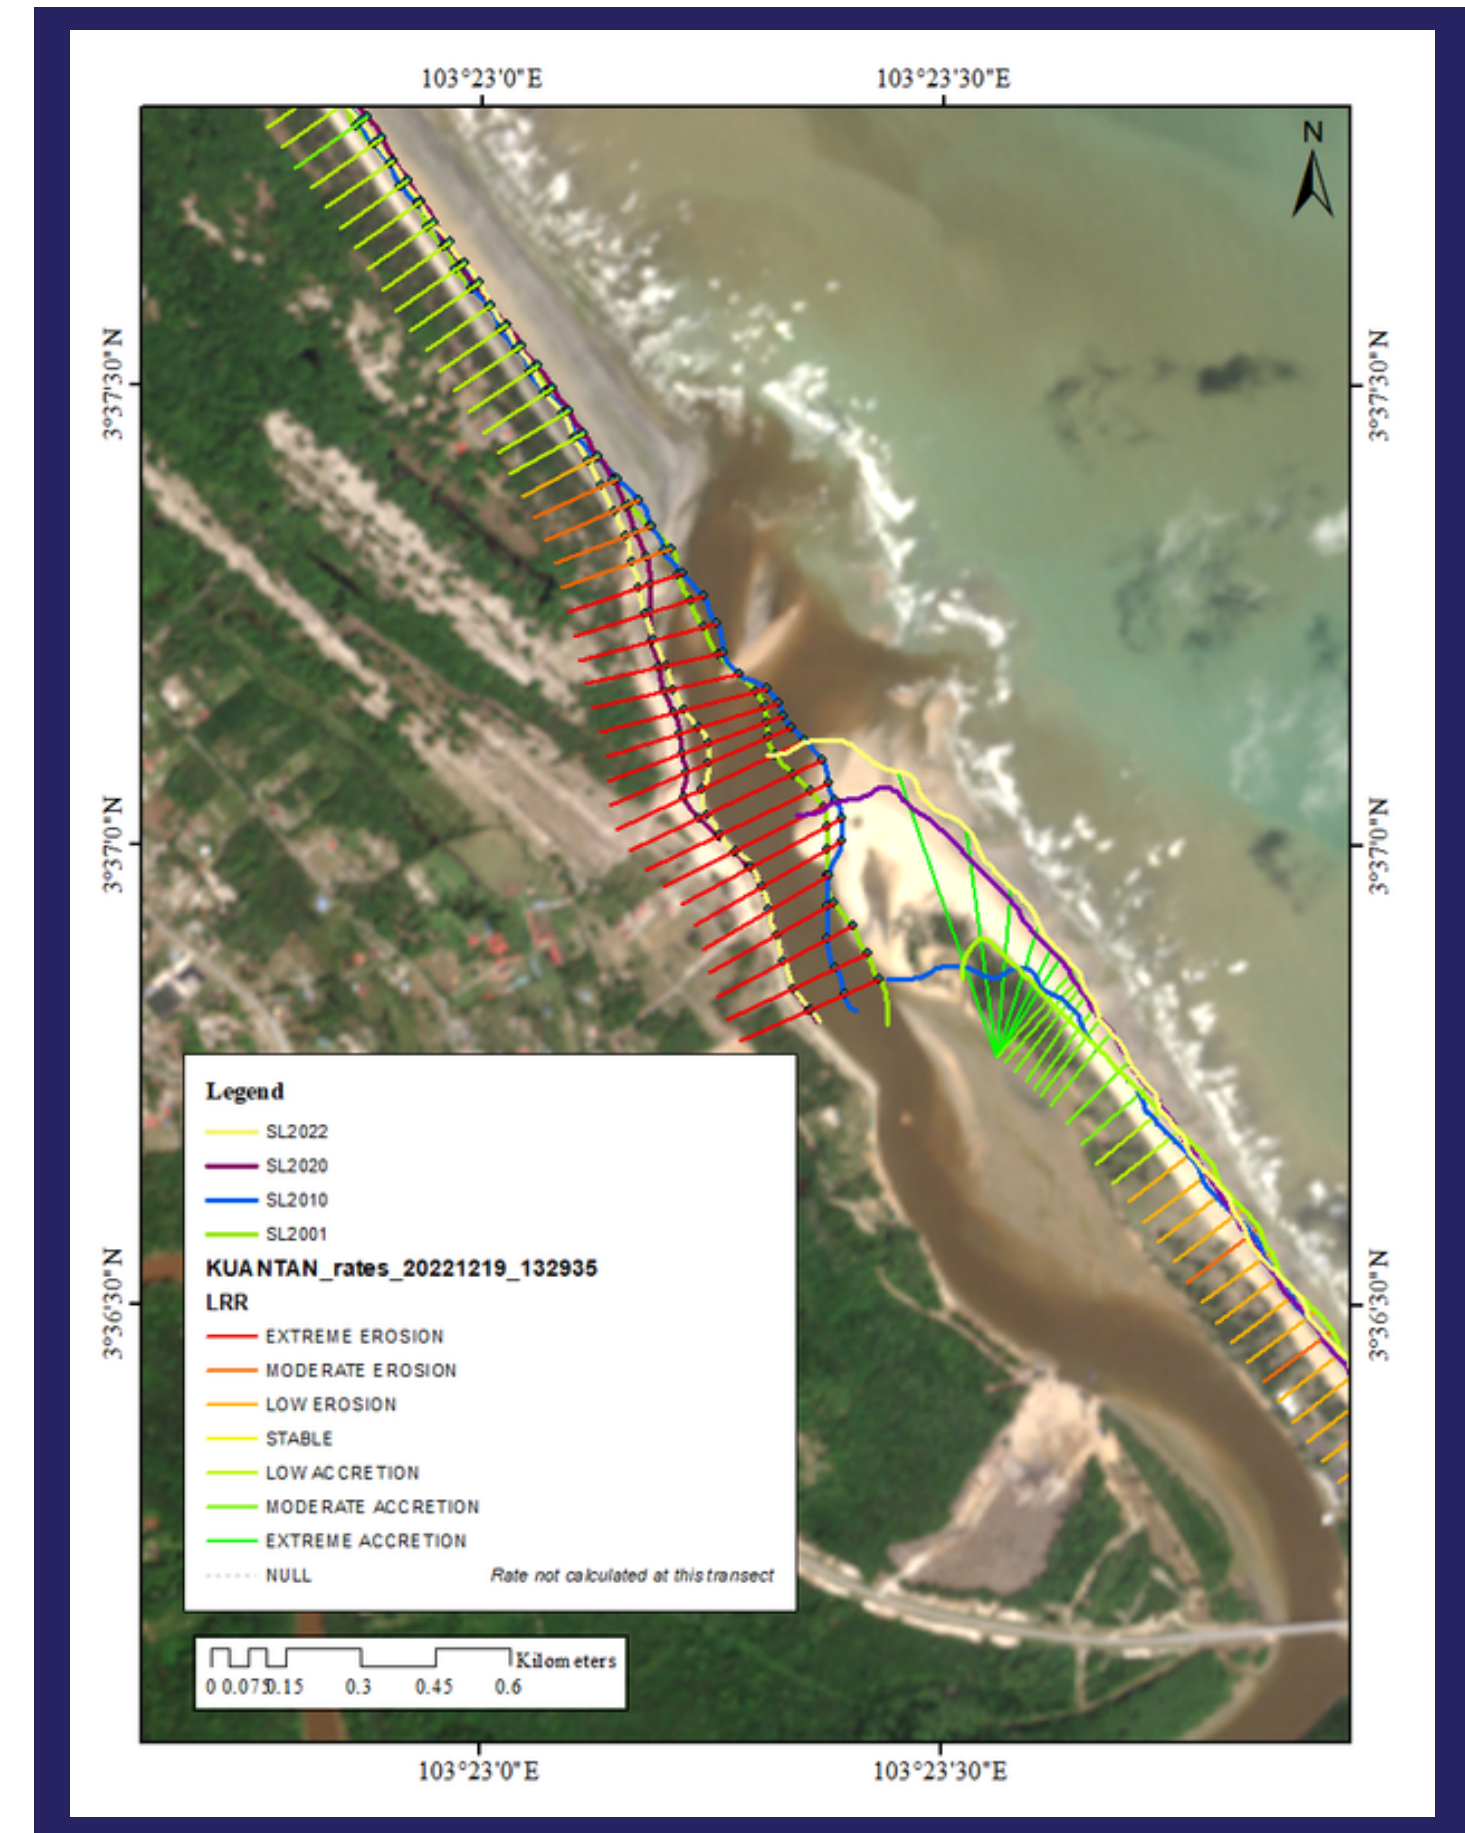 103°23'0"E 103°23'30"E
N
3°37'30"N 3°37'30"N
3°37'0"N 3°37'0"N
Legend
SL2022
SL2020
SL2010
SL2001
KUANTAN_rates_20221219_132935
LRR
EXTREME EROSION
MODERATE EROSION
LOW EROSION
STABLE
LOW ACCRETION
MODERATE ACCRETION
EXTREME ACCRETION
NULL Rate not calculated at this transect
3°36'30"N 3°36'30"N
Kilometers
0 0.075 0.15 0.3 0.45 0.6
103°23'0"E 103°23'30"E